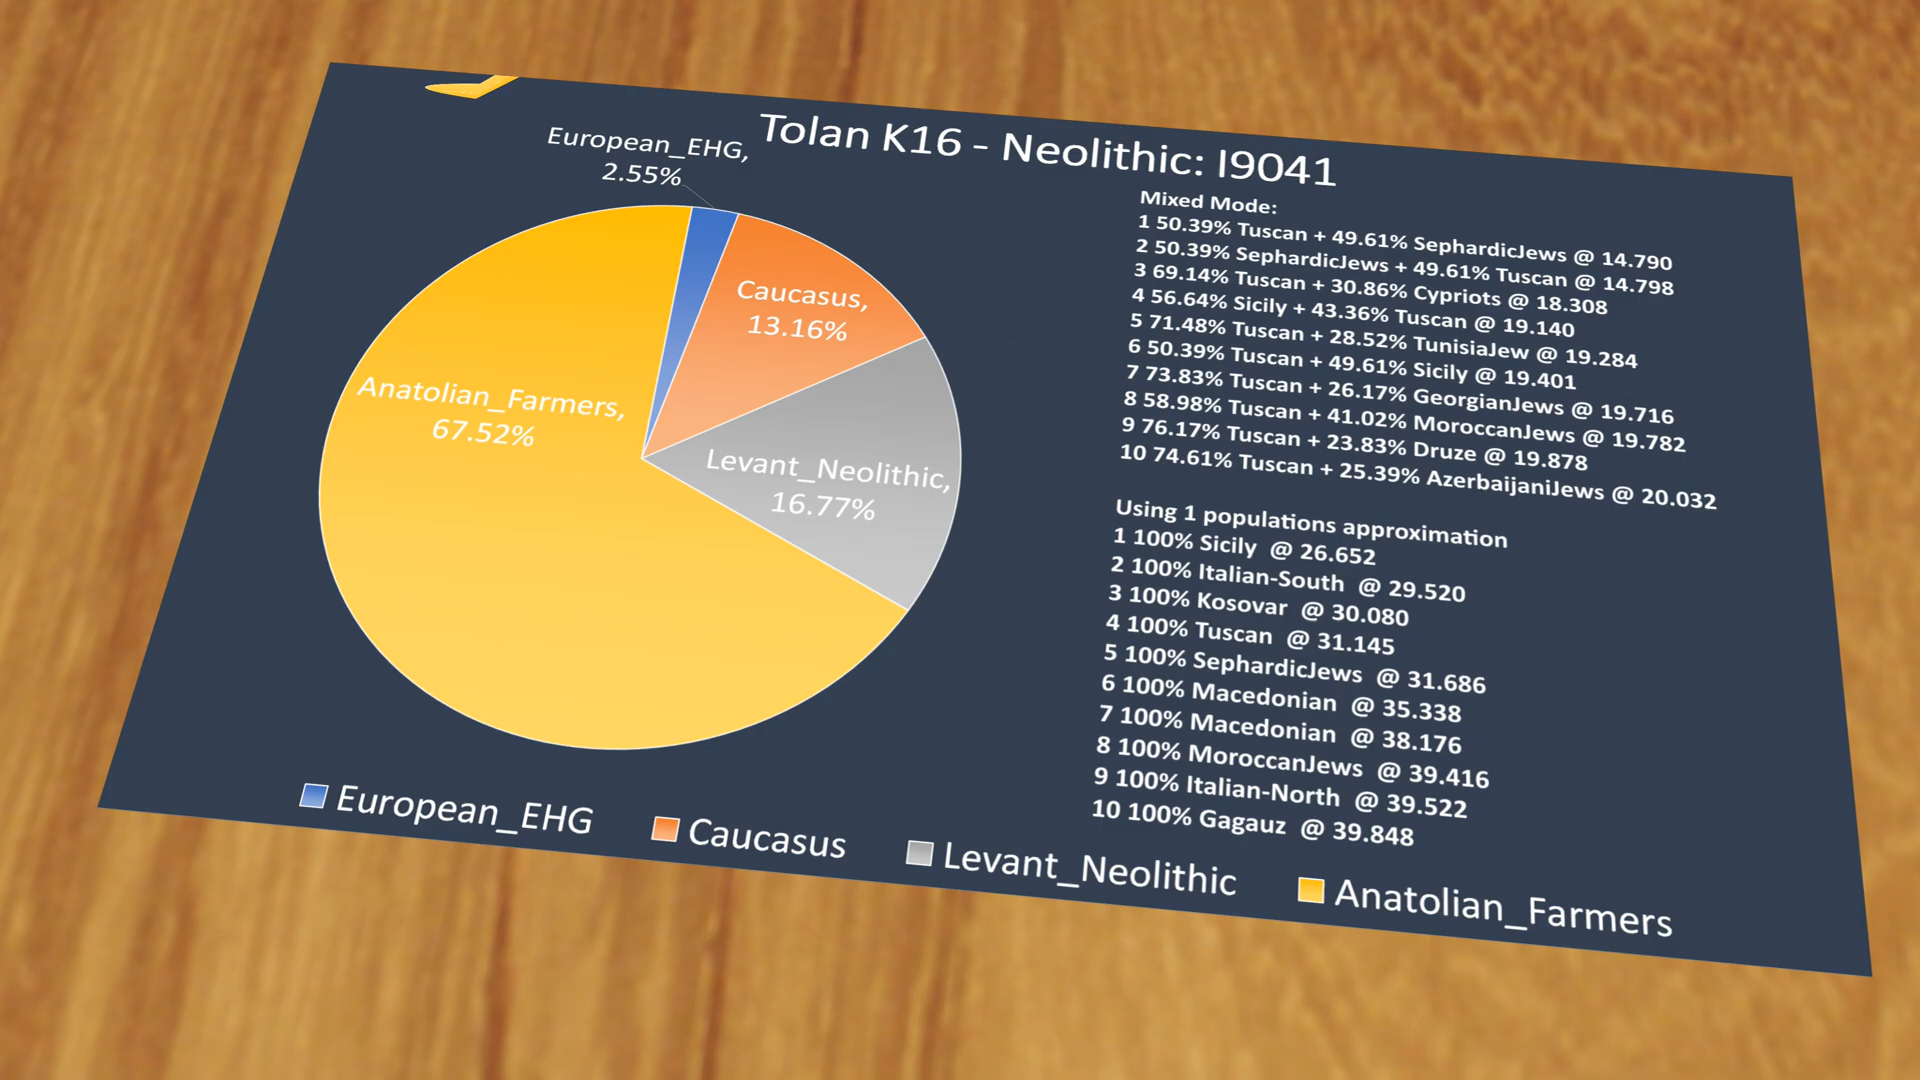 Tolan K16 - Neolithic: I9041
European_EHG,
2.55%
Caucasus,
13.16%
Anatolian_Farmers,
67.52%
Levant_Neolithic,
16.77%
Mixed Mode:
1 50.39% Tuscan + 49.61% SephardicJews @ 14.790
2 50.39% SephardicJews + 49.61% Tuscan @ 14.798
3 69.14% Tuscan + 30.86% Cypriots @ 18.308
4 56.64% Sicily + 43.36% Tuscan @ 19.140
5 71.48% Tuscan + 28.52% TunisiaJew @ 19.284
6 50.39% Tuscan + 49.61% Sicily @ 19.401
7 73.83% Tuscan + 26.17% GeorgianJews @ 19.716
8 58.98% Tuscan + 41.02% MoroccanJews @ 19.782
9 76.17% Tuscan + 23.83% Druze @ 19.878
10 74.61% Tuscan + 25.39% AzerbaijaniJews @ 20.032
Using 1 populations approximation
1 100% Sicily @ 26.652
2 100% Italian-South @ 29.520
3 100% Kosovar @ 30.080
4 100% Tuscan @ 31.145
5 100% SephardicJews @ 31.686
6 100% Macedonian @ 35.338
7 100% Macedonian @ 38.176
8 100% MoroccanJews @ 39.416
9 100% Italian-North @ 39.522
10 100% Gagauz @ 39.848
European_EHG
Caucasus
Levant_Neolithic
Anatolian_Farmers